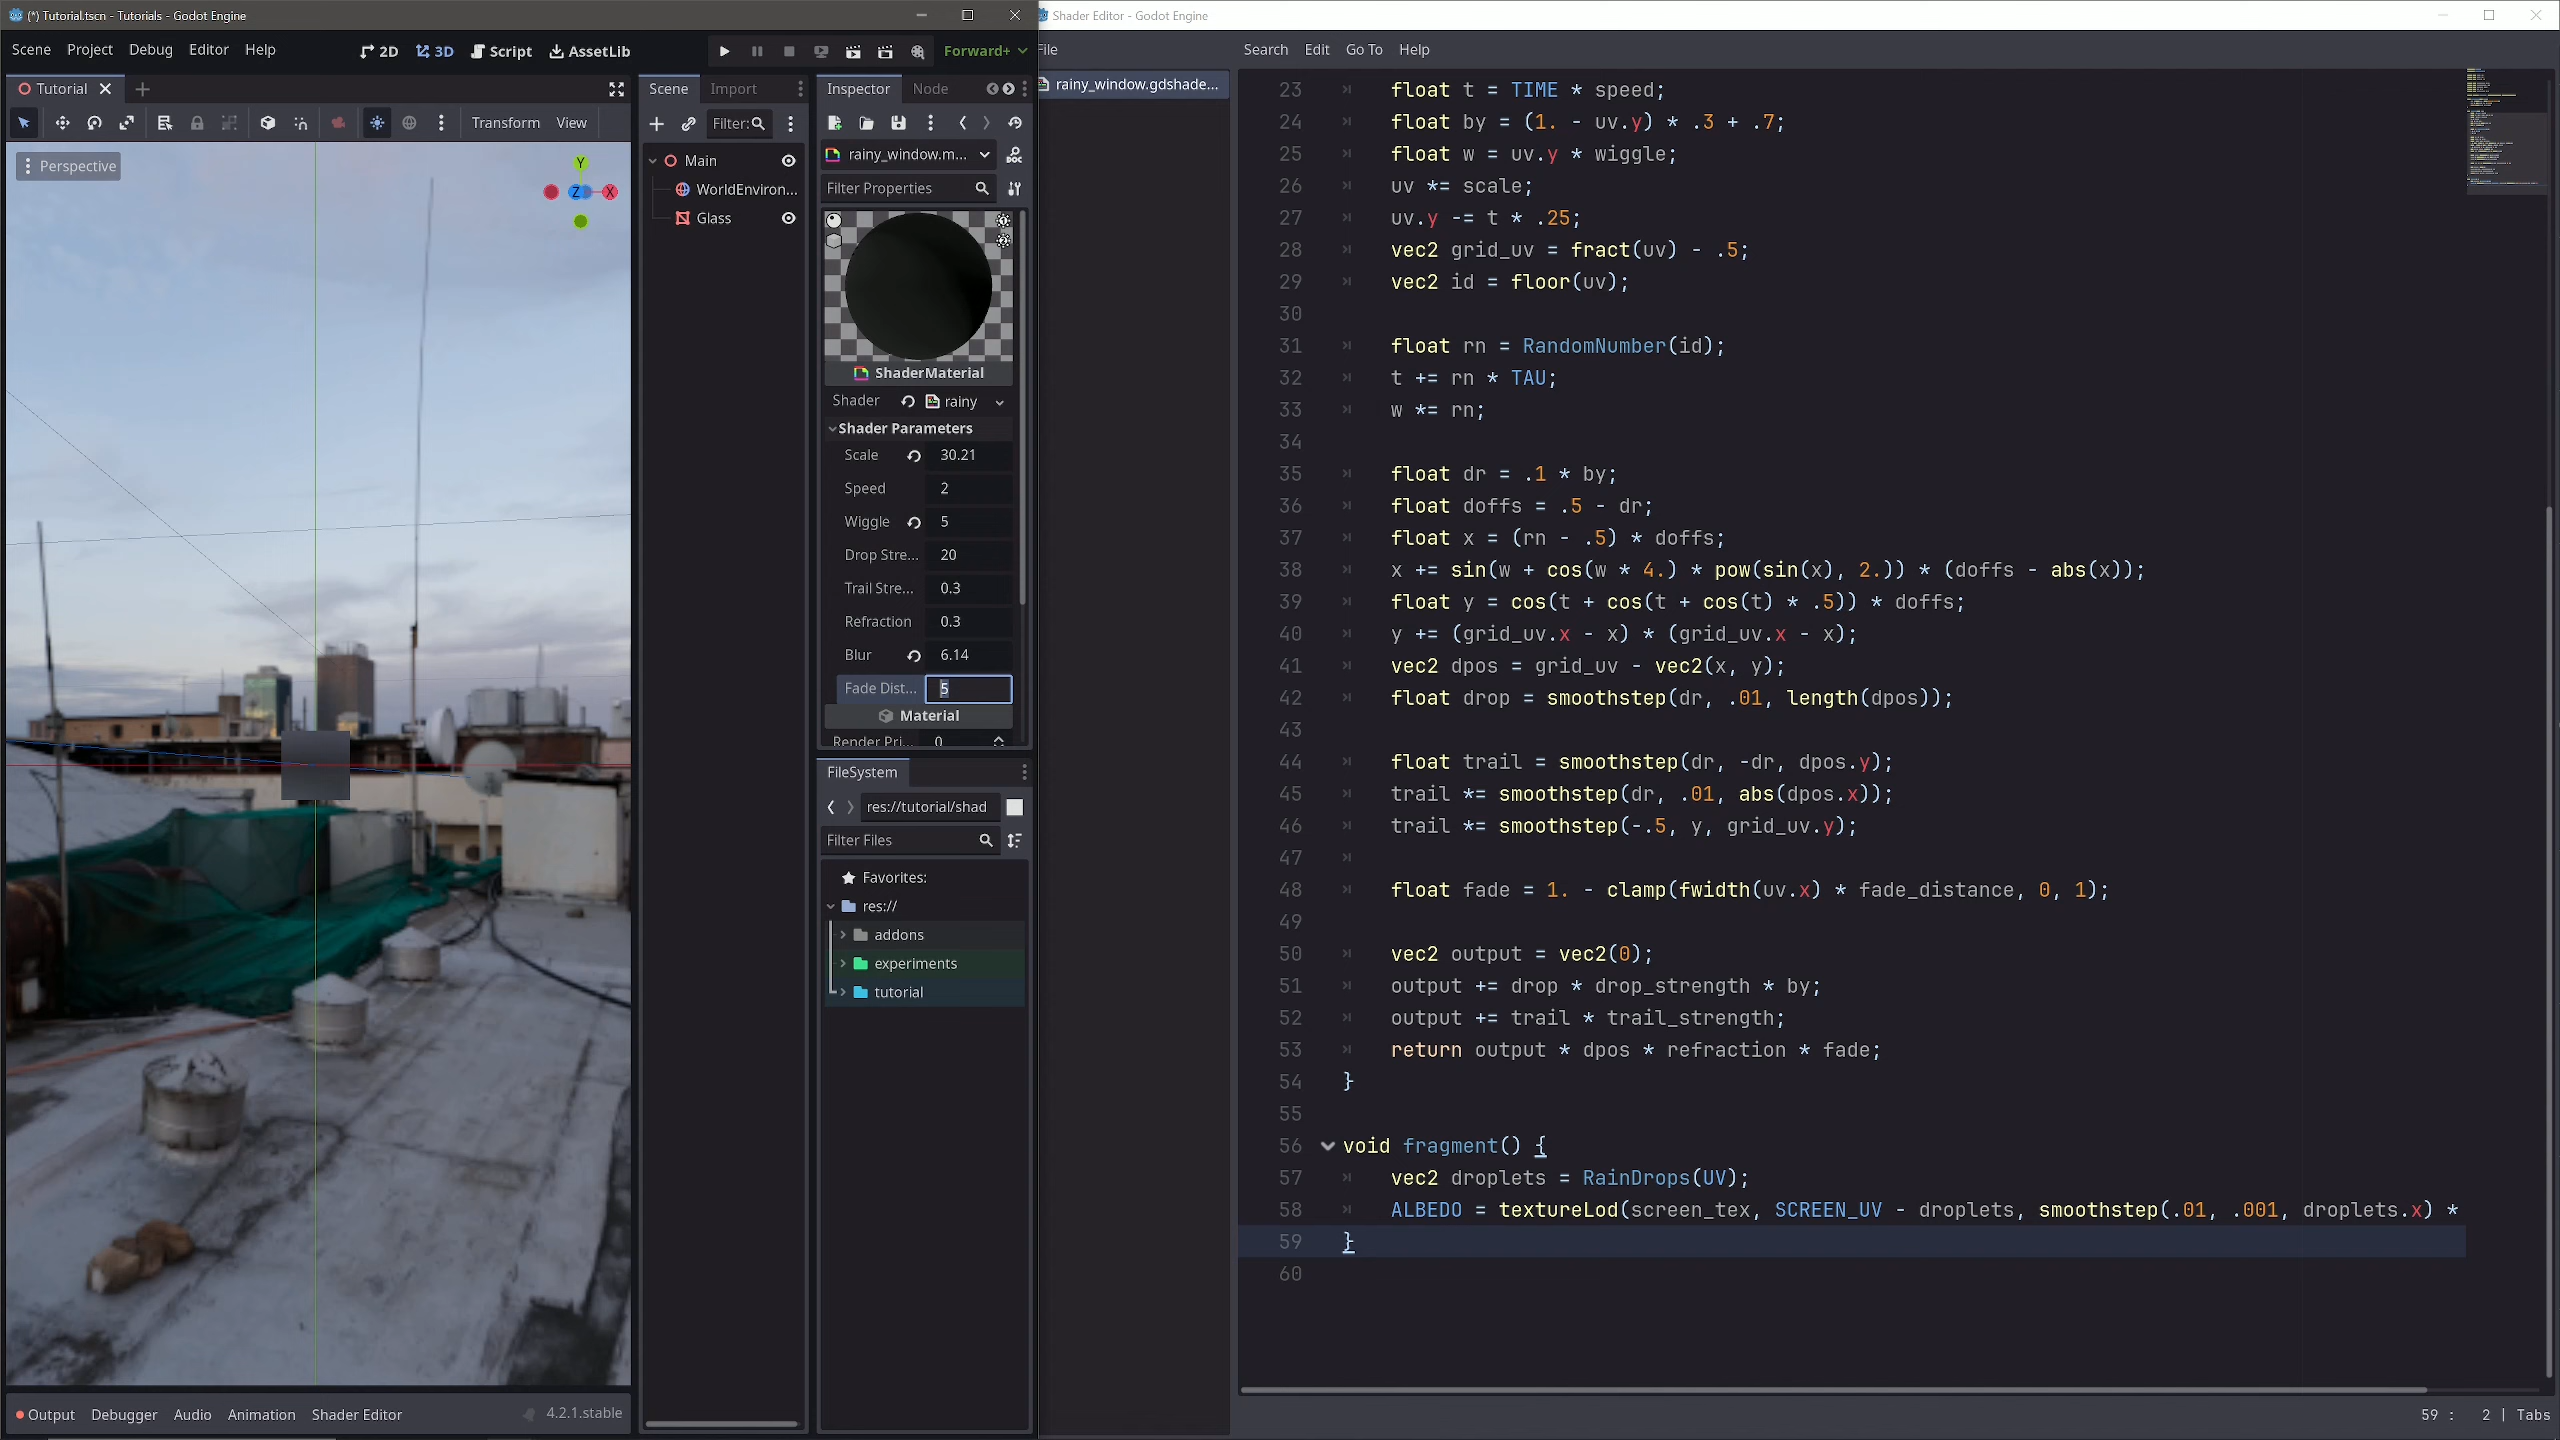 (*) Tutorial.tscn - Tutorials - Godot Engine
Scene Project Debug Editor Help
2D 3D Script AssetLib
Forward+
Tutorial
Transform View
Perspective
Y
Z X
Scene Import
Filter:
Main
WorldEnviron...
Glass
Inspector Node
rainy_window.m...
Filter Properties
ShaderMaterial
Shader rainy
Shader Parameters
Scale 30.21
Speed 2
Wiggle 5
Drop Stre... 20
Trail Stre... 0.3
Refraction 0.3
Blur 6.14
Fade Dist... 5
Material
Render Pri... 0
FileSystem
res://tutorial/shad
Filter Files
Favorites:
res://
addons
experiments
tutorial
Output Debugger Audio Animation Shader Editor
4.2.1.stable
Shader Editor - Godot Engine
File
Search Edit Go To Help
rainy_window.gdshade...
23 float t = TIME * speed;
24 float by = (1. - uv.y) * .3 + .7;
25 float w = uv.y * wiggle;
26 uv *= scale;
27 uv.y -= t * .25;
28 vec2 grid_uv = fract(uv) - .5;
29 vec2 id = floor(uv);
30
31 float rn = RandomNumber(id);
32 t += rn * TAU;
33 w *= rn;
34
35 float dr = .1 * by;
36 float doffs = .5 - dr;
37 float x = (rn - .5) * doffs;
38 x += sin(w + cos(w * 4.) * pow(sin(x), 2.)) * (doffs - abs(x));
39 float y = cos(t + cos(t + cos(t) * .5)) * doffs;
40 y += (grid_uv.x - x) * (grid_uv.x - x);
41 vec2 dpos = grid_uv - vec2(x, y);
42 float drop = smoothstep(dr, .01, length(dpos));
43
44 float trail = smoothstep(dr, -dr, dpos.y);
45 trail *= smoothstep(dr, .01, abs(dpos.x));
46 trail *= smoothstep(-.5, y, grid_uv.y);
47
48 float fade = 1. - clamp(fwidth(uv.x) * fade_distance, 0, 1);
49
50 vec2 output = vec2(0);
51 output += drop * drop_strength * by;
52 output += trail * trail_strength;
53 return output * dpos * refraction * fade;
54 }
55
56 void fragment() {
57 vec2 droplets = RainDrops(UV);
58 ALBEDO = textureLod(screen_tex, SCREEN_UV - droplets, smoothstep(.01, .001, droplets.x) *
59 }
60
59 : 2 | Tabs